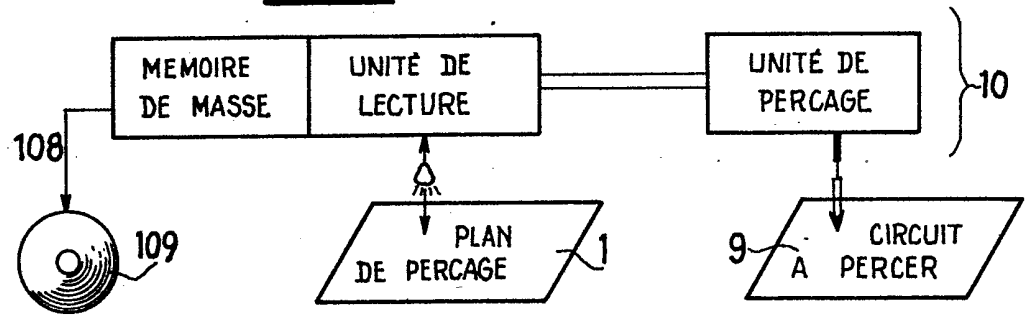 MEMOIRE
DE MASSE
UNITÉ DE
LECTURE
UNITÉ DE
PERCAGE
10
108
109
PLAN
DE PERCAGE
1
9
CIRCUIT
A PERCER